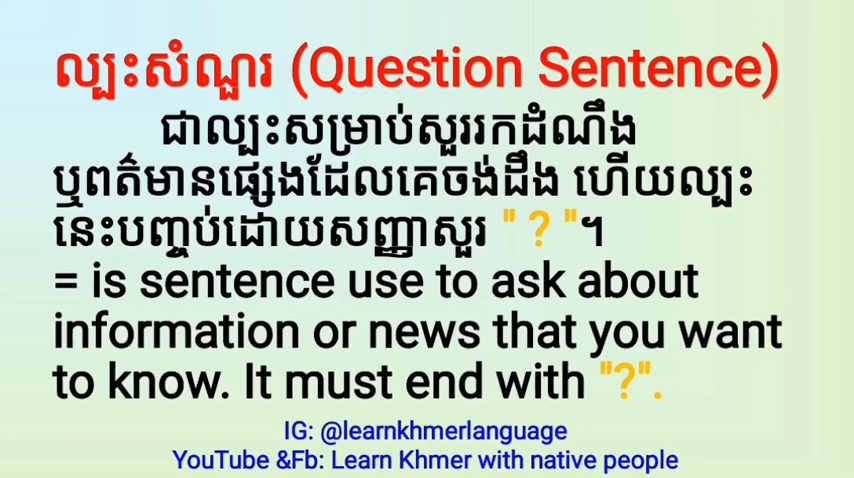 ល្បះសំណួរ (Question Sentence)
ជាល្បះសម្រាប់សួររកដំណឹង
ឬពត៌មានផ្សេងដែលគេចង់ដឹង ហើយល្បះ
នេះបញ្ចប់ដោយសញ្ញាសួរ " ? "។
= is sentence use to ask about
information or news that you want
to know. It must end with "?".
IG: @learnkhmerlanguage
YouTube &Fb: Learn Khmer with native people